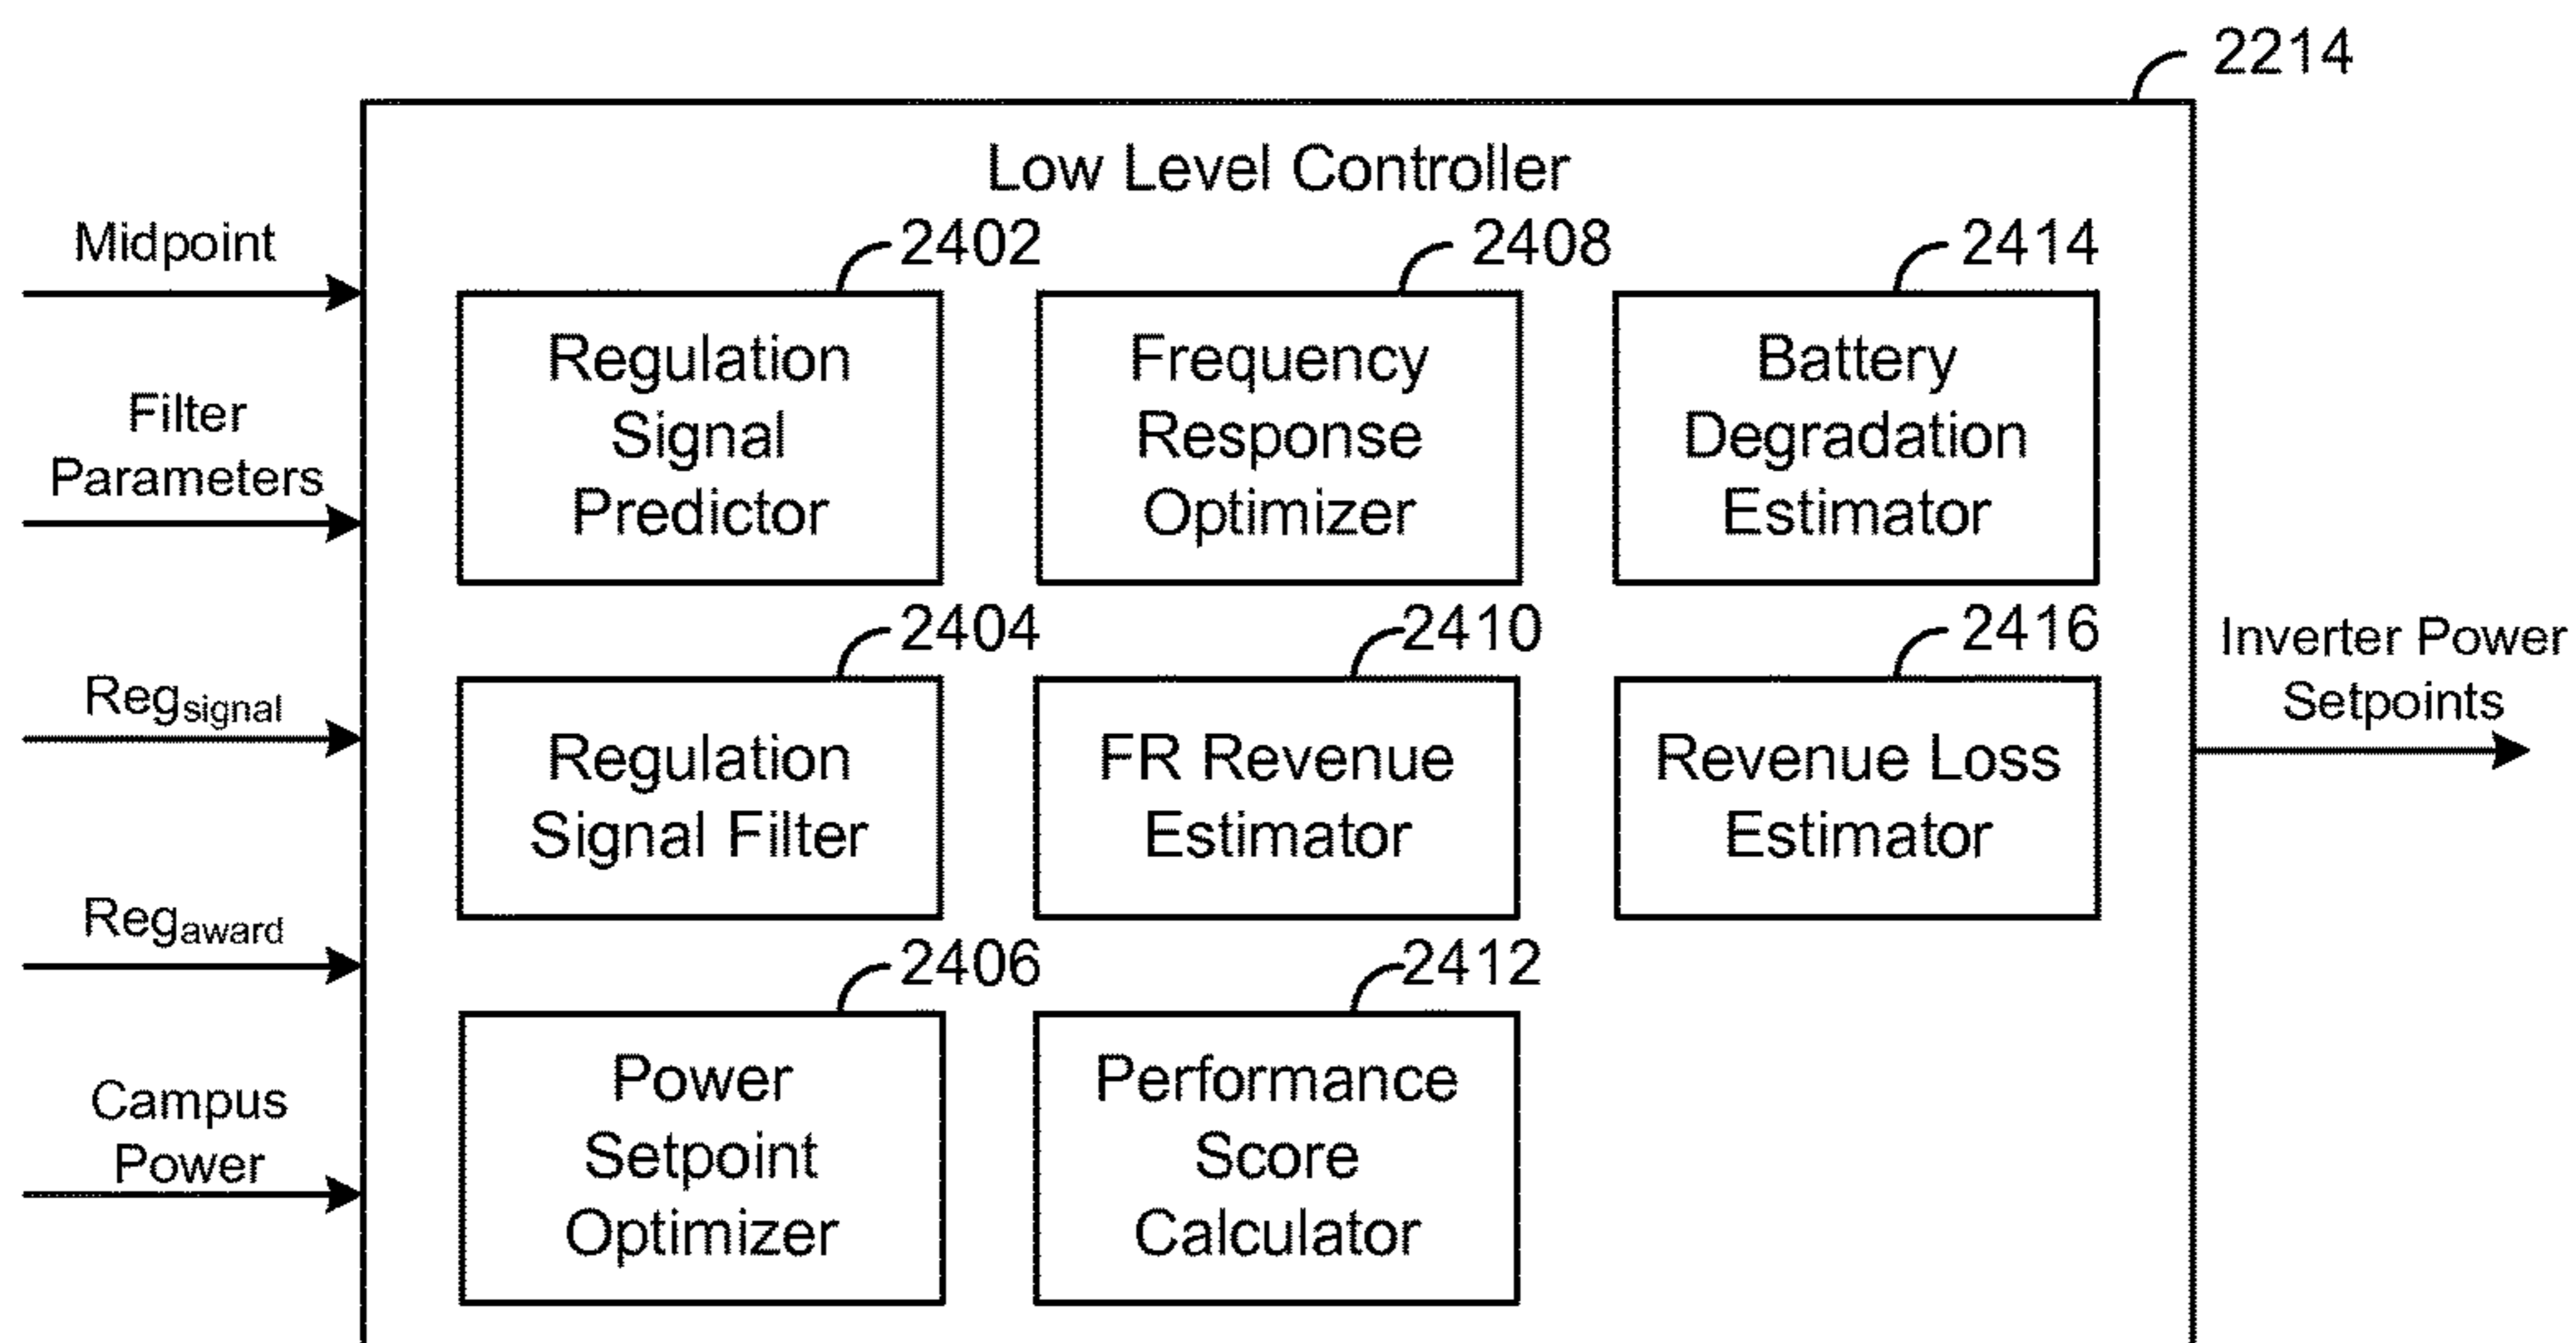 2214
Low Level Controller
Midpoint
Filter
Parameters
Reg_signal
Reg_award
Campus
Power
2402
Regulation
Signal
Predictor
2408
Frequency
Response
Optimizer
2414
Battery
Degradation
Estimator
2404
Regulation
Signal Filter
2410
FR Revenue
Estimator
2416
Revenue Loss
Estimator
2406
Power
Setpoint
Optimizer
2412
Performance
Score
Calculator
Inverter Power
Setpoints